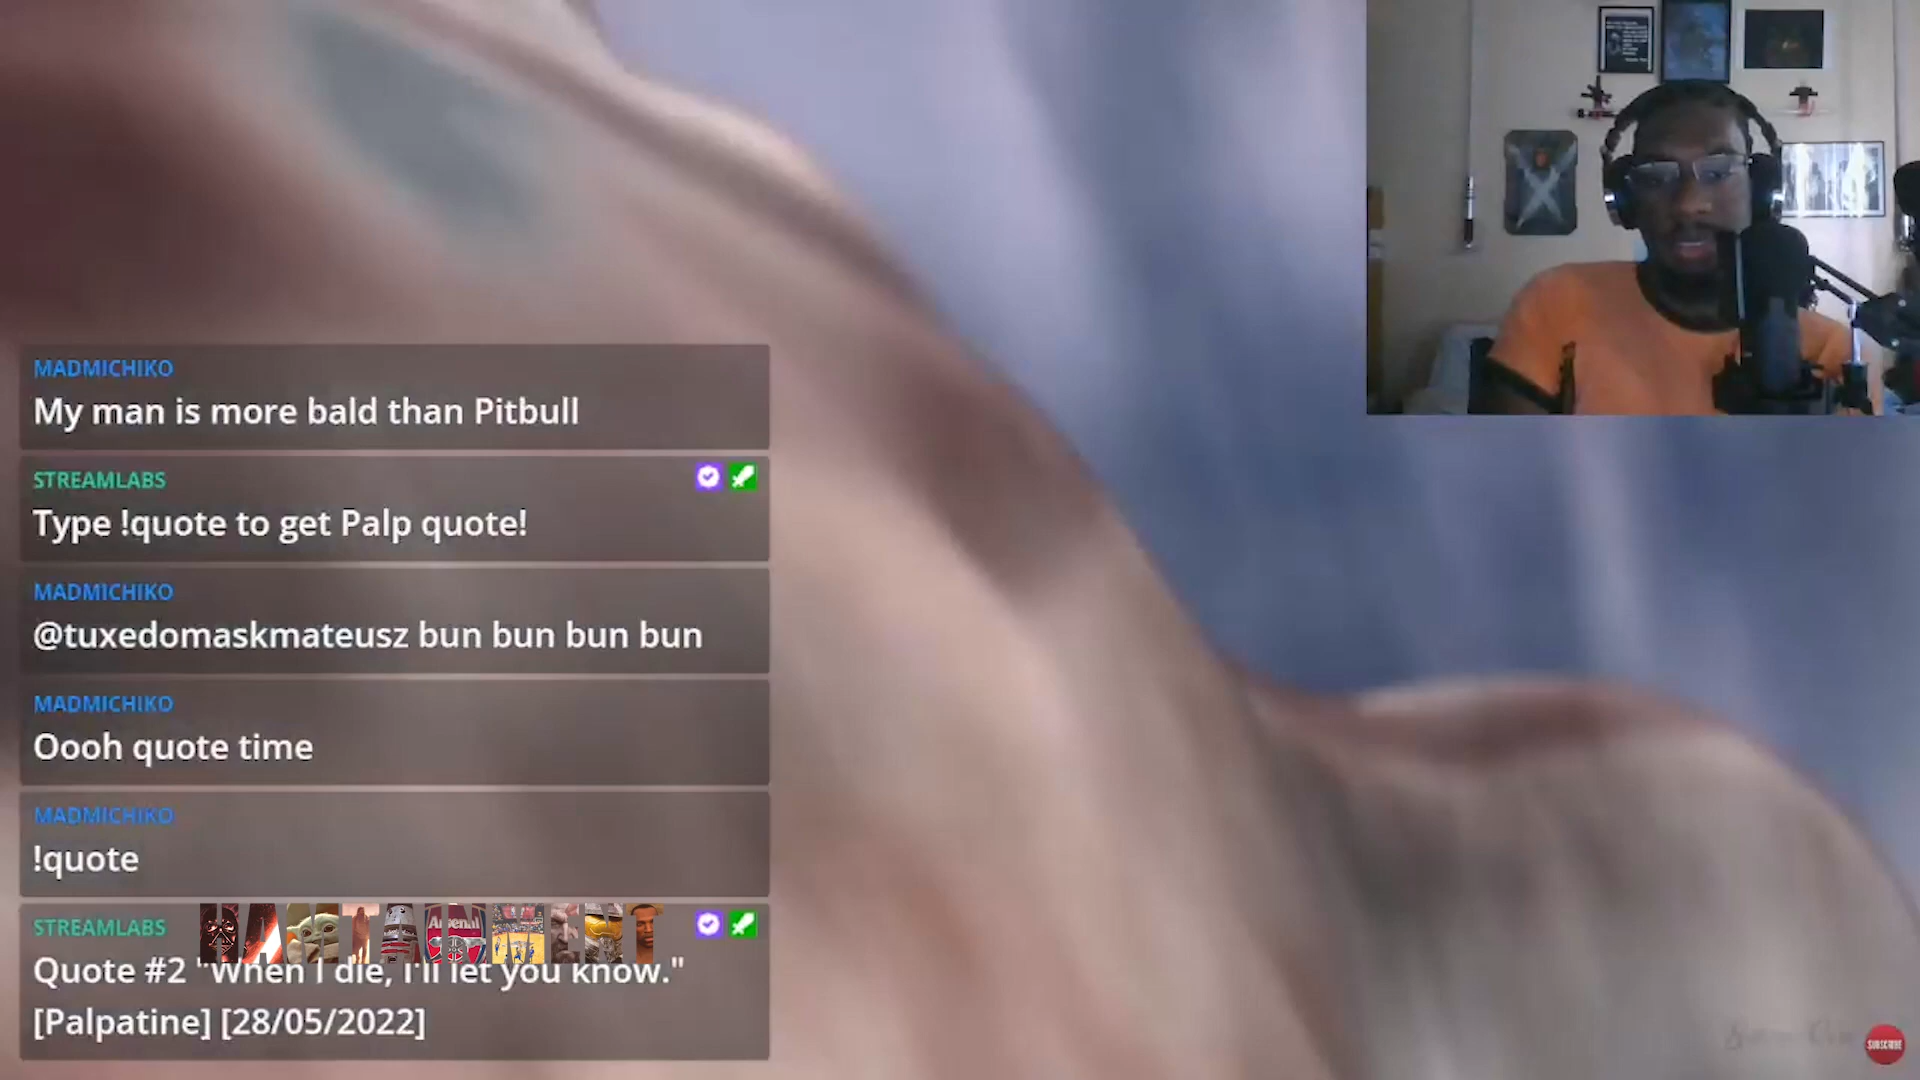 MADMICHIKO
My man is more bald than Pitbull
STREAMLABS
Type !quote to get Palp quote!
MADMICHIKO
@tuxedomaskmateusz bun bun bun bun
MADMICHIKO
Oooh quote time
MADMICHIKO
!quote
STREAMLABS
Arsenal
Quote #2 "When I die, I'll let you know."
[Palpatine] [28/05/2022]
SUBSCRIBE